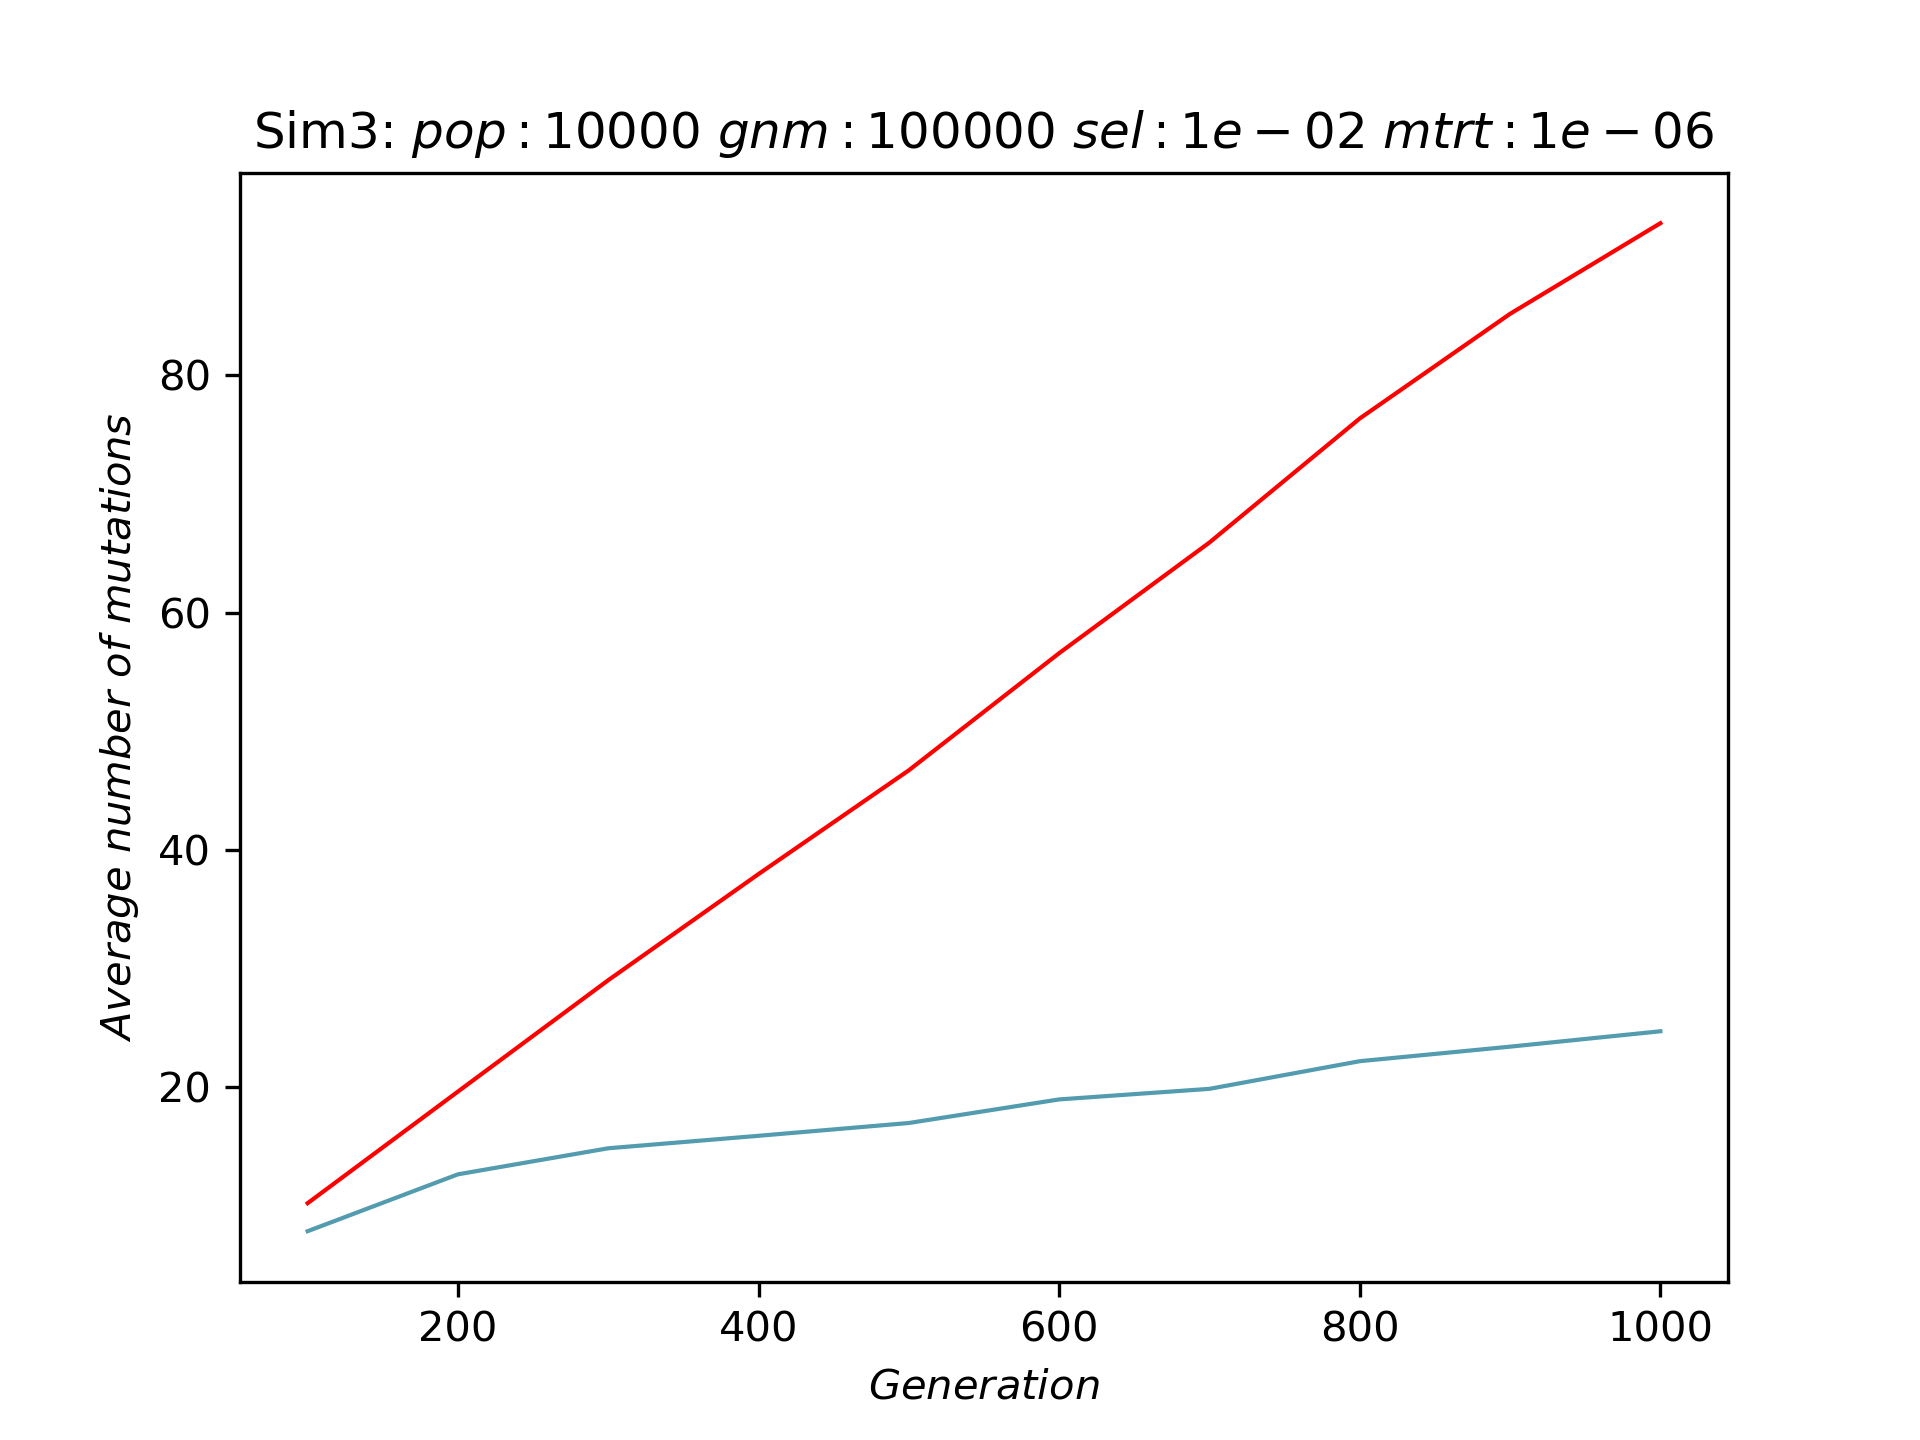 Sim3: pop : 10000 gnm : 100000 sel : 1e − 02 mtrt : 1e − 06
Average number of mutations
80
60
40
20
200 400 600 800 1000
Generation